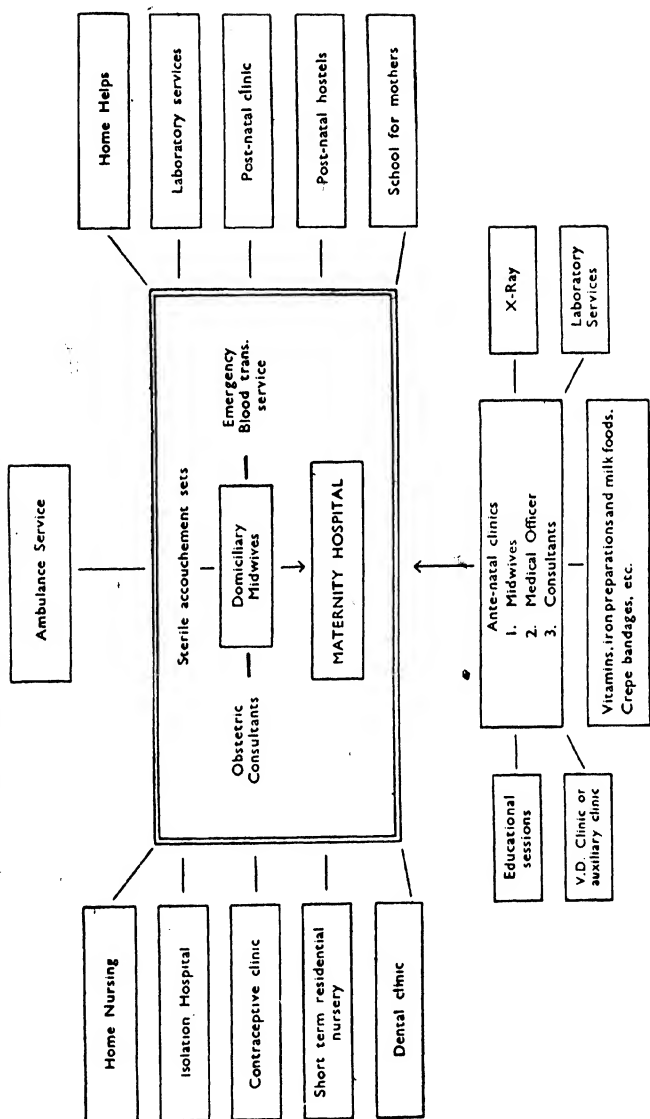 Ambulance Service
Home Nursing
Isolation Hospital
Contraceptive clinic
Short term residential
nursery
Dental clinic
Sterile accouchement sets
Obstetric
Consultants
Domiciliary
Midwives
Emergency
Blood trans.
service
MATERNITY HOSPITAL
Home Helps
Laboratory services
Post-natal clinic
Post-natal hostels
School for mothers
Educational
sessions
V.D. Clinic or
auxiliary clinic
Ante-natal clinics
1. Midwives
2. Medical Officer
3. Consultants
X-Ray
Laboratory
Services
Vitamins, iron preparations and milk foods.
Crepe bandages, etc.